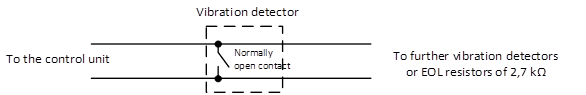 Vibration detector
To the control unit
Normally
open contact
To further vibration detectors
or EOL resistors of 2,7 kΩ